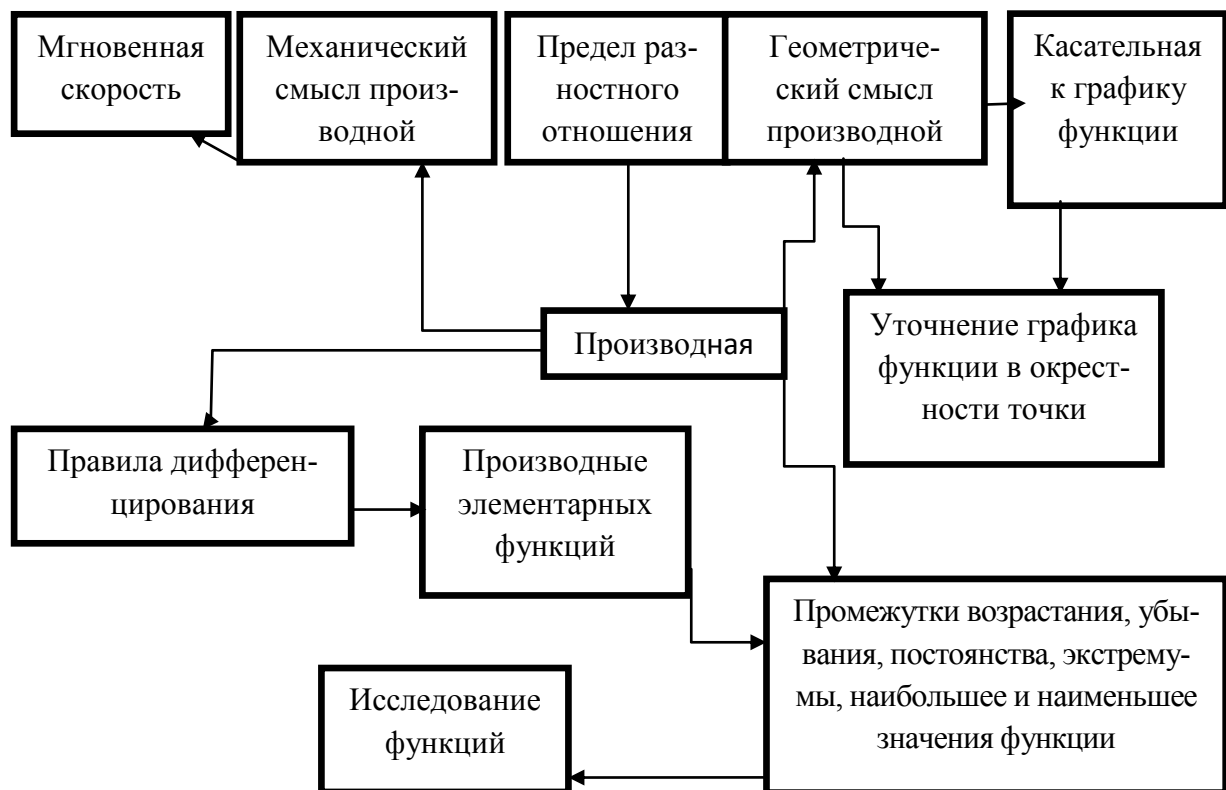 Мгновенная
скорость
Механический
смысл произ-
водной
Предел раз-
ностного
отношения
Геометриче-
ский смысл
производной
Касательная
к графику
функции
Производная
Уточнение графика
функции в окрест-
ности точки
Правила дифферен-
цирования
Производные
элементарных
функций
Промежутки возрастания, убы-
вания, постоянства, экстрему-
мы, наибольшее и наименьшее
значения функции
Исследование
функций